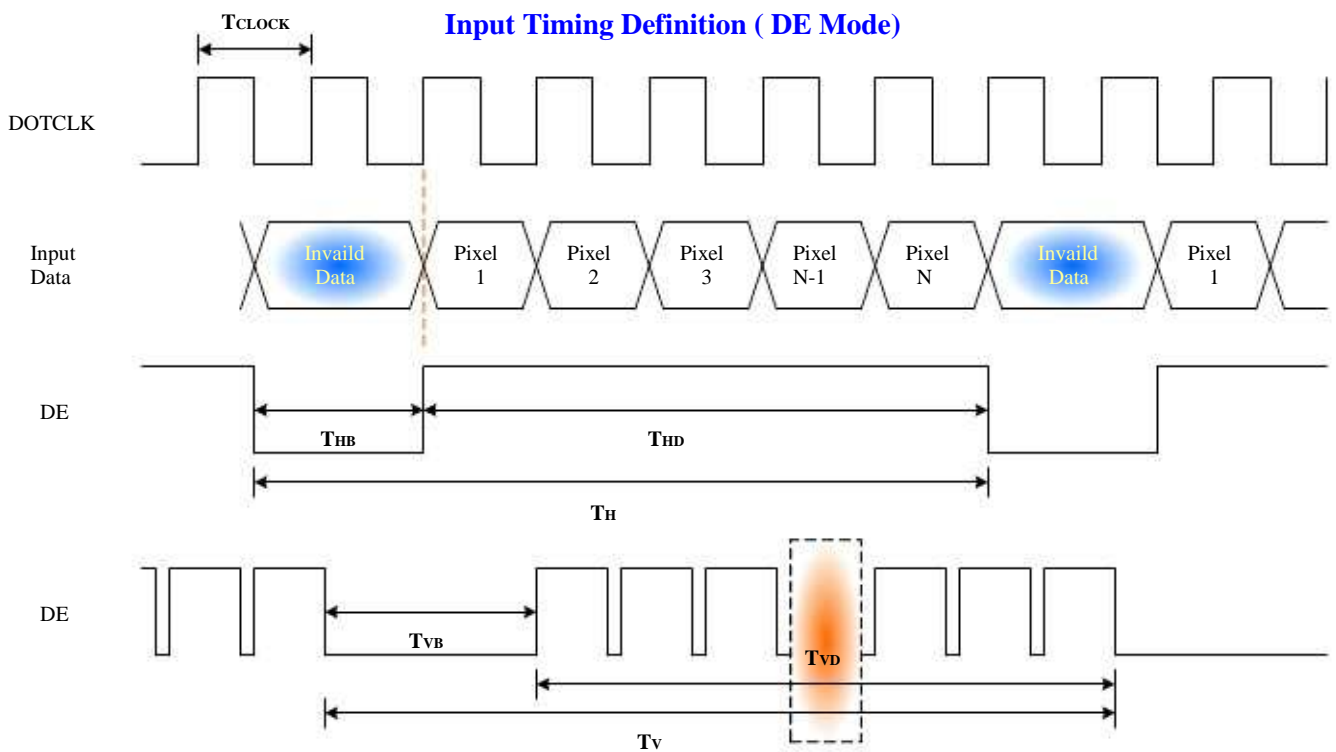 Input Timing Definition ( DE Mode)
TCLOCK
DOTCLK
Input
Data
Invaild
Data
Pixel
1
Pixel
2
Pixel
3
Pixel
N-1
Pixel
N
Invaild
Data
Pixel
1
DE
THB
THD
TH
DE
TVB
TVD
TV